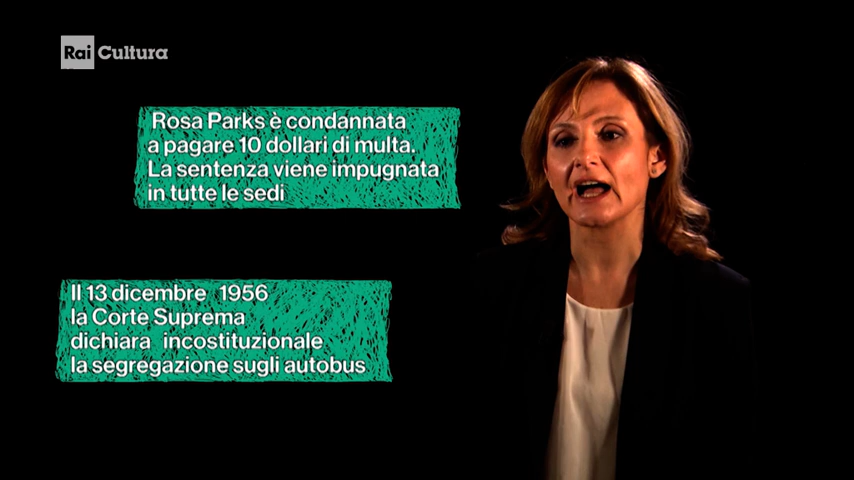 Rai Cultura
Rosa Parks è condannata
a pagare 10 dollari di multa.
La sentenza viene impugnata
in tutte le sedi
Il 13 dicembre 1956
la Corte Suprema
dichiara incostituzionale
la segregazione sugli autobus